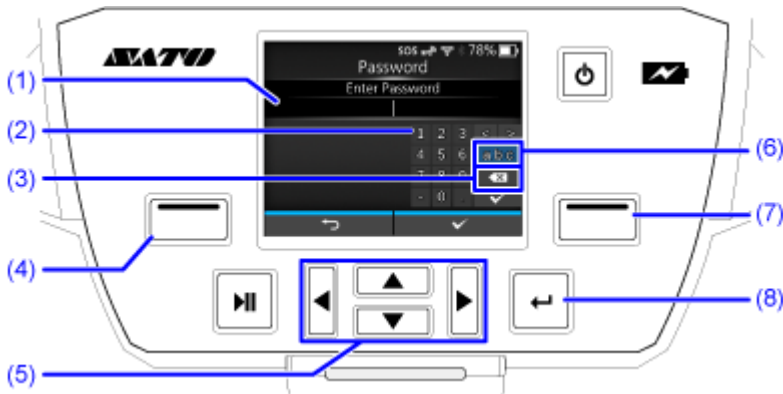 SATO
SOS 78%
Password
Enter Password
(1)
(2)
1 2 3 < >
4 5 6 abc
(6)
(3)
7 8 9
- 0 .
(4)
(7)
(8)
(5)